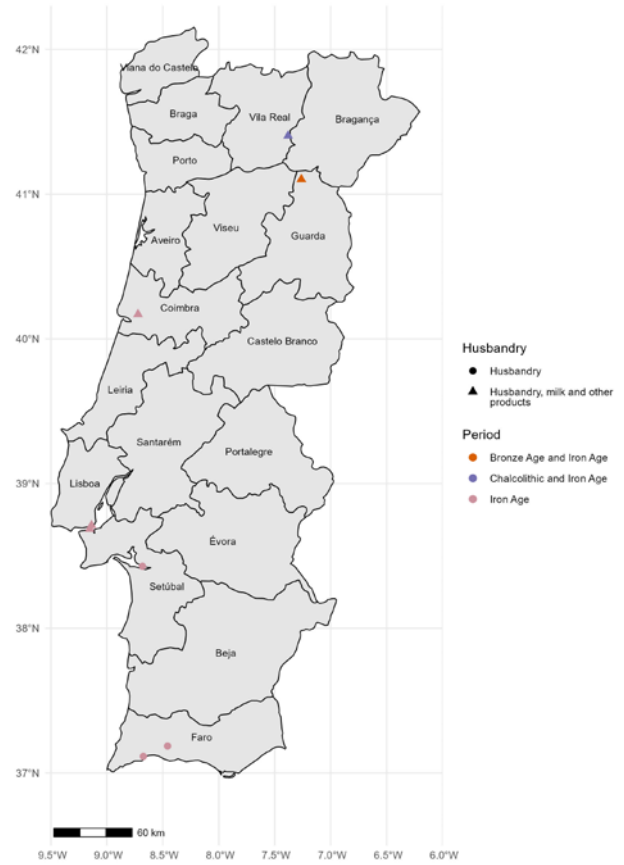 42°N
Viana do Castelo
Braga
Vila Real
Bragança
Porto
41°N
Viseu
Guarda
Aveiro
Coimbra
40°N
Castelo Branco
Leiria
Santarém
Portalegre
39°N
Lisboa
Évora
Setúbal
38°N
Beja
Faro
37°N
60 km
9.5°W 9.0°W 8.5°W 8.0°W 7.5°W 7.0°W 6.5°W 6.0°W
Husbandry
Husbandry
Husbandry, milk and other
products
Period
Bronze Age and Iron Age
Chalcolithic and Iron Age
Iron Age